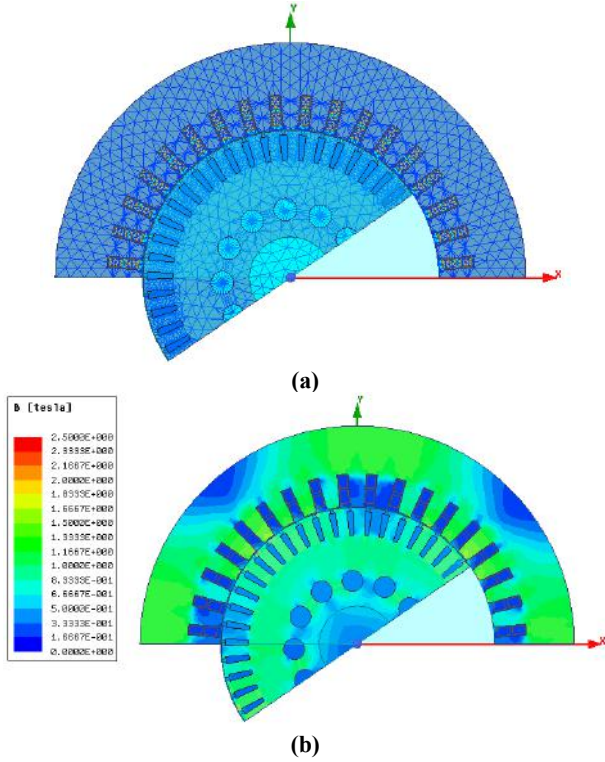 Y
X
(a)
B [tesla]
2.5000E+000
2.3333E+000
2.1667E+000
2.0000E+000
1.8333E+000
1.6667E+000
1.5000E+000
1.3333E+000
1.1667E+000
1.0000E+000
8.3333E-001
6.6667E-001
5.0000E-001
3.3333E-001
1.6667E-001
0.0000E+000
Y
X
(b)